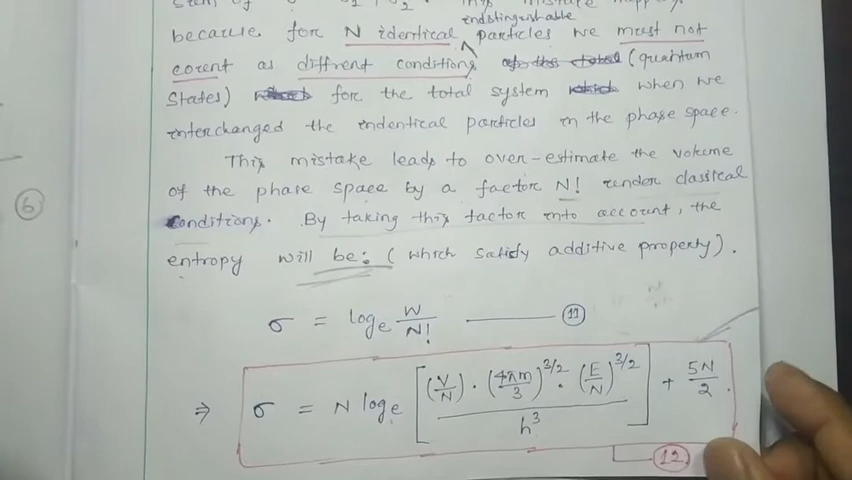 indistinguishable
because for N identical particles we must not
count as diffrent conditions (quantum
States) for the total system when we
interchanged the indentical particles in the phase space.
This mistake leads to over-estimate the volume
of the phase space by a factor N! under classical
Conditions. By taking this factor into account, the
entropy will be: (which satisfy additive property).
6
σ = logₑ W/N! ——— 11
⇒ σ = N logₑ [ (V/N) · (4πm/3)^3/2 · (E/N)^3/2 / h³ ] + 5N/2 .
12